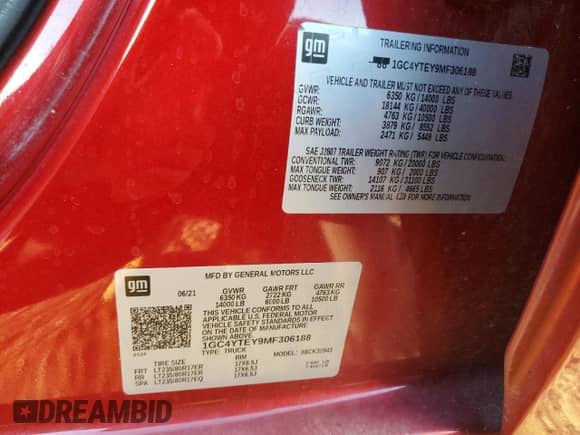 gm
TRAILERING INFORMATION
1GC4YTEY9MF306188
VEHICLE AND TRAILER MUST NOT EXCEED ANY OF THESE VALUES
GVWR: 6350 KG/14000 LBS
GCWR: 18144 KG/40000 LBS
RGAWR: 4763 KG/10500 LBS
CURB WEIGHT: 3879 KG/ 8552 LBS
MAX PAYLOAD: 2471 KG/ 5448 LBS
SAE J2807 TRAILER WEIGHT RATING (TWR) FOR VEHICLE CONFIGURATION:
CONVENTIONAL TWR: 9072 KG/ 20000 LBS
MAX TONGUE WEIGHT: 907 KG/ 2000 LBS
GOOSENECK TWR: 14107 KG/ 31100 LBS
MAX TONGUE WEIGHT: 2116 KG/ 4665 LBS
SEE OWNER'S MANUAL FOR MORE INFORMATION
gm
MFD BY GENERAL MOTORS LLC
06/21 GVWR GAWR FRT GAWR RR
6350 KG 2722 KG 4763 KG
14000 LB 6000 LB 10500 LB
THIS VEHICLE CONFORMS TO ALL
APPLICABLE U.S. FEDERAL MOTOR
VEHICLE SAFETY STANDARDS IN EFFECT
ON THE DATE OF MANUFACTURE
SHOWN ABOVE
1GC4YTEY9MF306188
TYPE: TRUCK MODEL:
TIRE SIZE RIM
FRT LT235/80R17ER 17X6.5J
RR LT235/80R17ER 17X6.5J
SPA LT235/80R17EQ 17X6.5J
DREAMBID